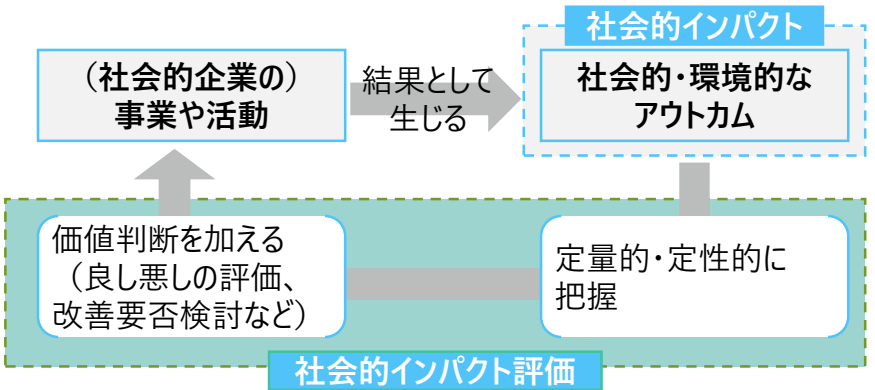 社会的インパクト
（社会的企業の）
事業や活動
結果として
生じる
社会的・環境的な
アウトカム
価値判断を加える
（良し悪しの評価、
改善要否検討など）
定量的・定性的に
把握
社会的インパクト評価